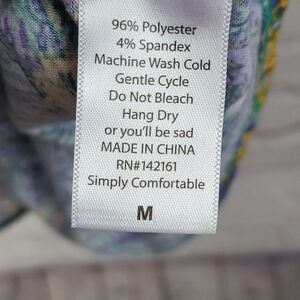 96% Polyester
4% Spandex
Machine Wash Cold
Gentle Cycle
Do Not Bleach
Hang Dry
or you'll be sad
MADE IN CHINA
RN#142161
Simply Comfortable
M